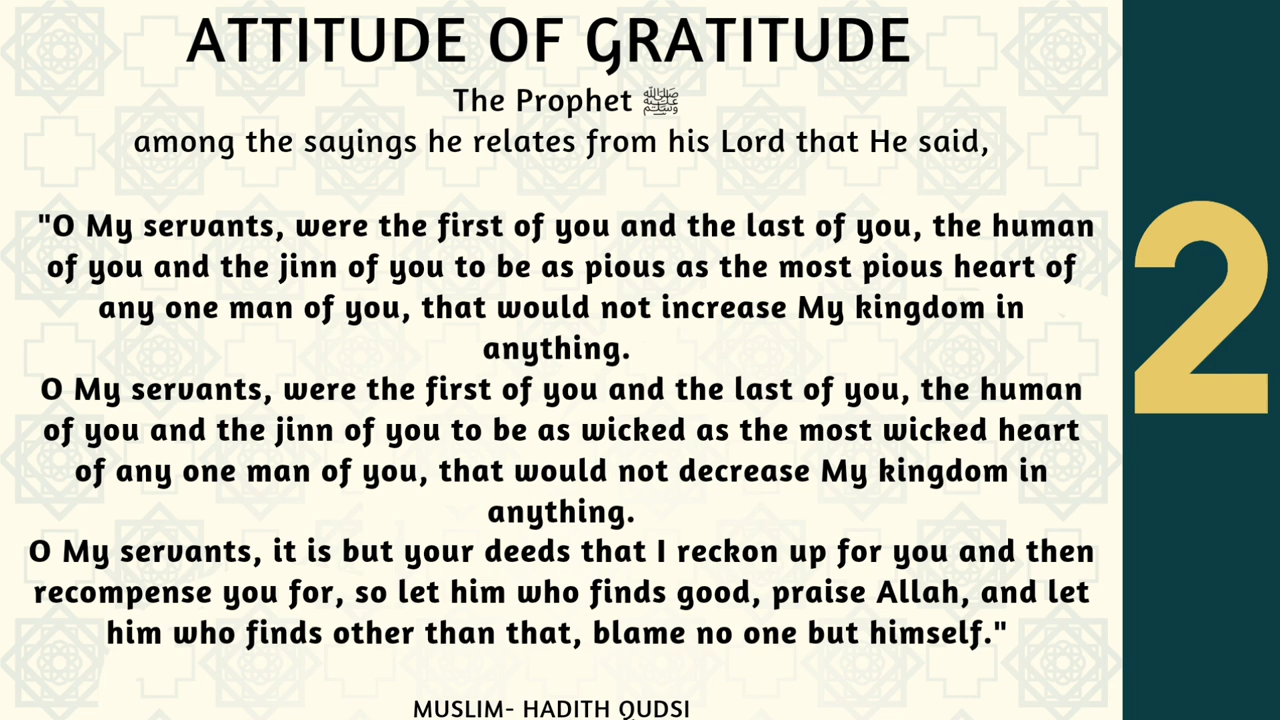 ATTITUDE OF GRATITUDE
The Prophet ﷺ
among the sayings he relates from his Lord that He said,
"O My servants, were the first of you and the last of you, the human
of you and the jinn of you to be as pious as the most pious heart of
any one man of you, that would not increase My kingdom in
anything.
O My servants, were the first of you and the last of you, the human
of you and the jinn of you to be as wicked as the most wicked heart
of any one man of you, that would not decrease My kingdom in
anything.
O My servants, it is but your deeds that I reckon up for you and then
recompense you for, so let him who finds good, praise Allah, and let
him who finds other than that, blame no one but himself."
MUSLIM- HADITH QUDSI
2